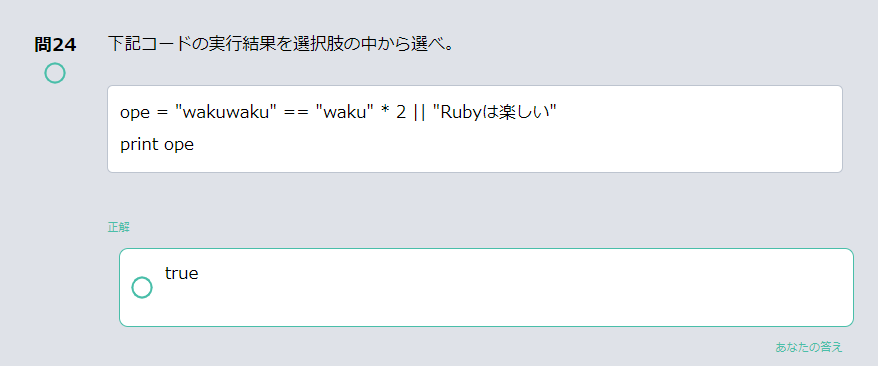 問24 下記コードの実行結果を選択肢の中から選べ。
ope = "wakuwaku" == "waku" * 2 || "Rubyは楽しい"
print ope
正解
true
あなたの答え